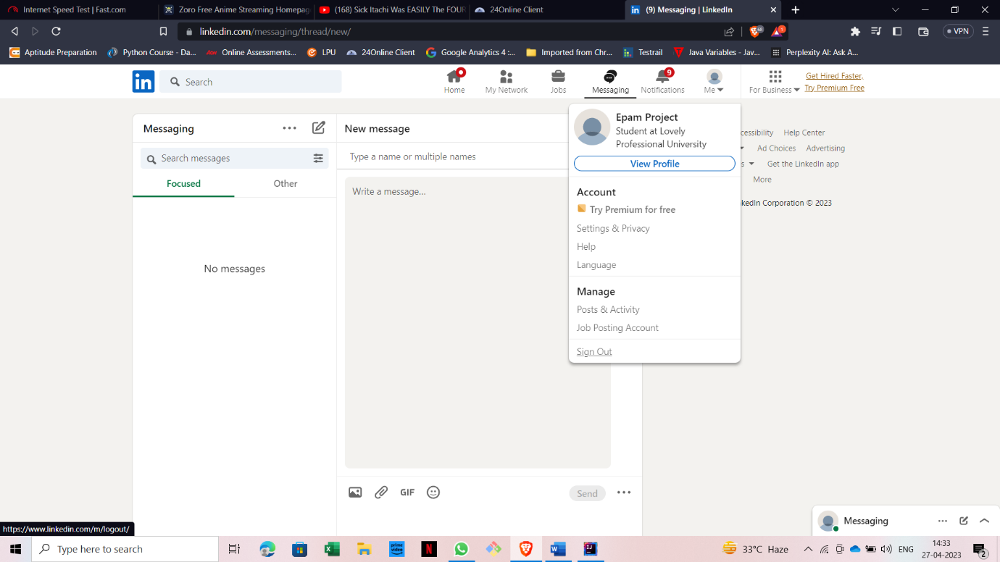 Internet Speed Test | Fast.com
Zoro Free Anime Streaming Homepag
(168) Sick Itachi Was EASILY The FOUR
24Online Client
(9) Messaging | LinkedIn
linkedin.com/messaging/thread/new/
68
1
VPN
Aptitude Preparation
Python Course - Da...
Online Assessments...
LPU
24Online Client
Google Analytics 4 :...
Imported from Chr...
Testrail
Java Variables - Jav...
Perplexity AI: Ask A...
in
Search
Home
My Network
Jobs
Messaging
9
Notifications
Me
For Business
Get Hired Faster,
Try Premium Free
Messaging
Search messages
Focused
Other
No messages
New message
Type a name or multiple names
Write a message...
GIF
Send
Epam Project
Student at Lovely
Professional University
View Profile
Account
Try Premium for free
Settings & Privacy
Help
Language
Manage
Posts & Activity
Job Posting Account
Sign Out
cessibility
Help Center
Ad Choices
Advertising
s
Get the LinkedIn app
More
kedIn Corporation © 2023
Messaging
https://www.linkedin.com/m/logout/
Type here to search
prime video
N
33°C Haze
ENG
14:33
27-04-2023
2